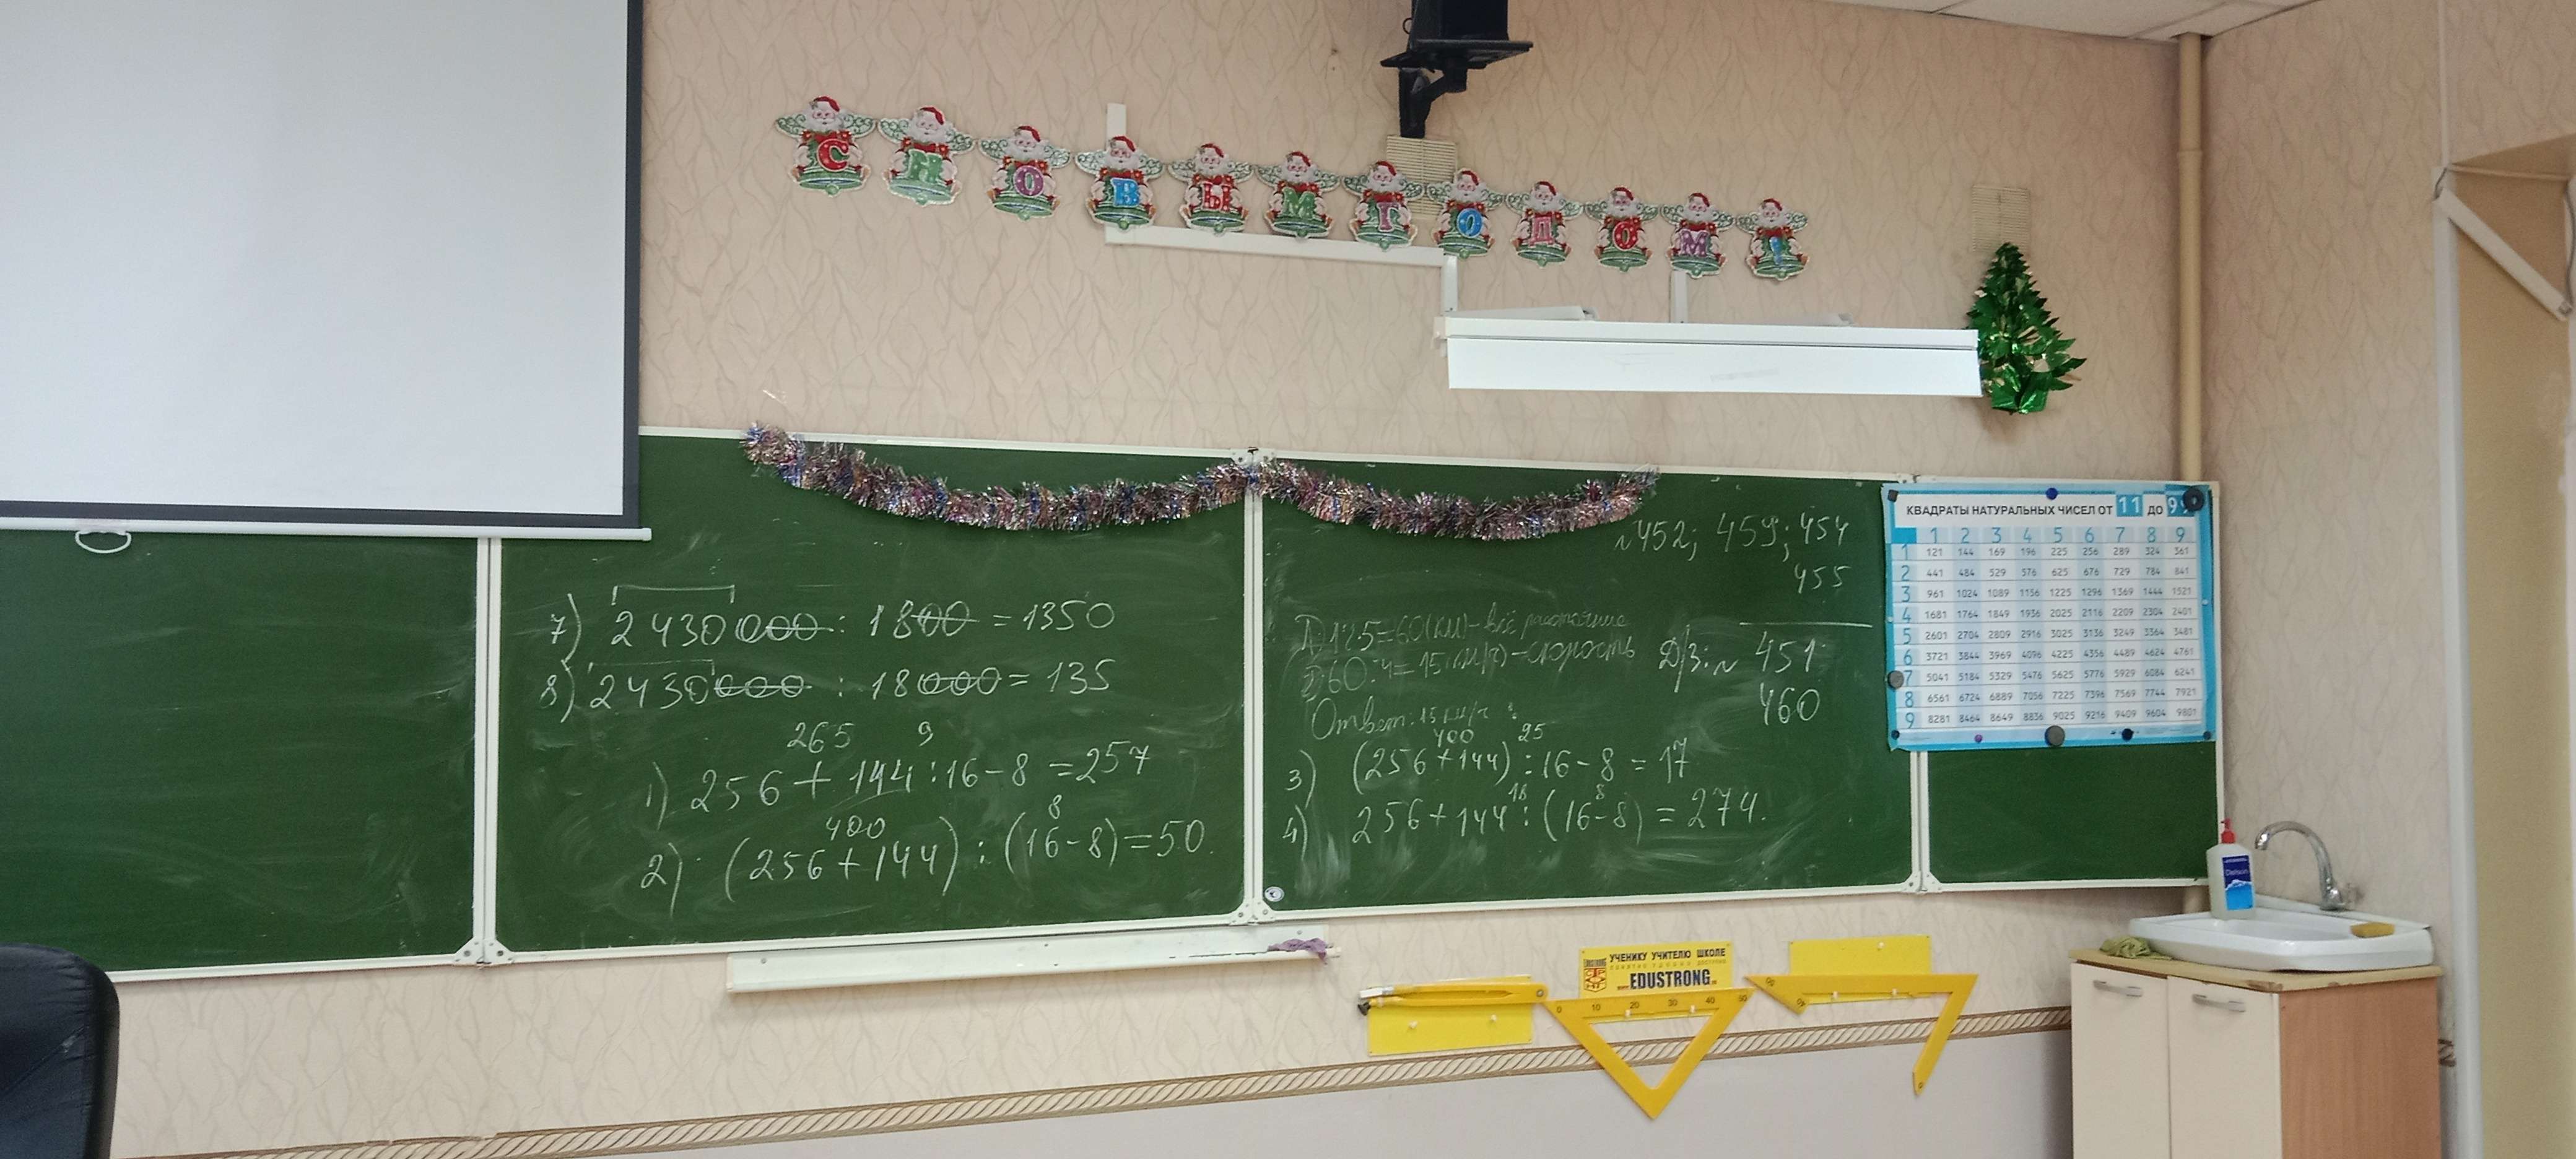 С НОВЫМ ГОДОМ!
7) 2430000 : 1800 = 1350
8) 2430000 : 18000 = 135
265 9
1) 256 + 144 : 16 - 8 = 257
400 8
2) (256 + 144) : (16 - 8) = 50.
№452; 459; 454
455
1) 12·5=60(км) - всё расстояние
2) 60:4=15(км/ч) - скорость
Ответ: 15 км/ч
Д/З: № 451
460
400 25
3) (256 + 144) : 16 - 8 = 17
18 8
4) 256 + 144 : (16 - 8) = 274.
КВАДРАТЫ НАТУРАЛЬНЫХ ЧИСЕЛ ОТ 11 ДО 99
1 2 3 4 5 6 7 8 9
1 121 144 169 196 225 256 289 324 361
2 441 484 529 576 625 676 729 784 841
3 961 1024 1089 1156 1225 1296 1369 1444 1521
4 1681 1764 1849 1936 2025 2116 2209 2304 2401
5 2601 2704 2809 2916 3025 3136 3249 3364 3481
6 3721 3844 3969 4096 4225 4356 4489 4624 4761
7 5041 5184 5329 5476 5625 5776 5929 6084 6241
8 6561 6724 6889 7056 7225 7396 7569 7744 7921
9 8281 8464 8649 8836 9025 9216 9409 9604 9801
УЧЕНИКУ УЧИТЕЛЮ ШКОЛЕ
EDUSTRONG
0 10 20 30 40 50